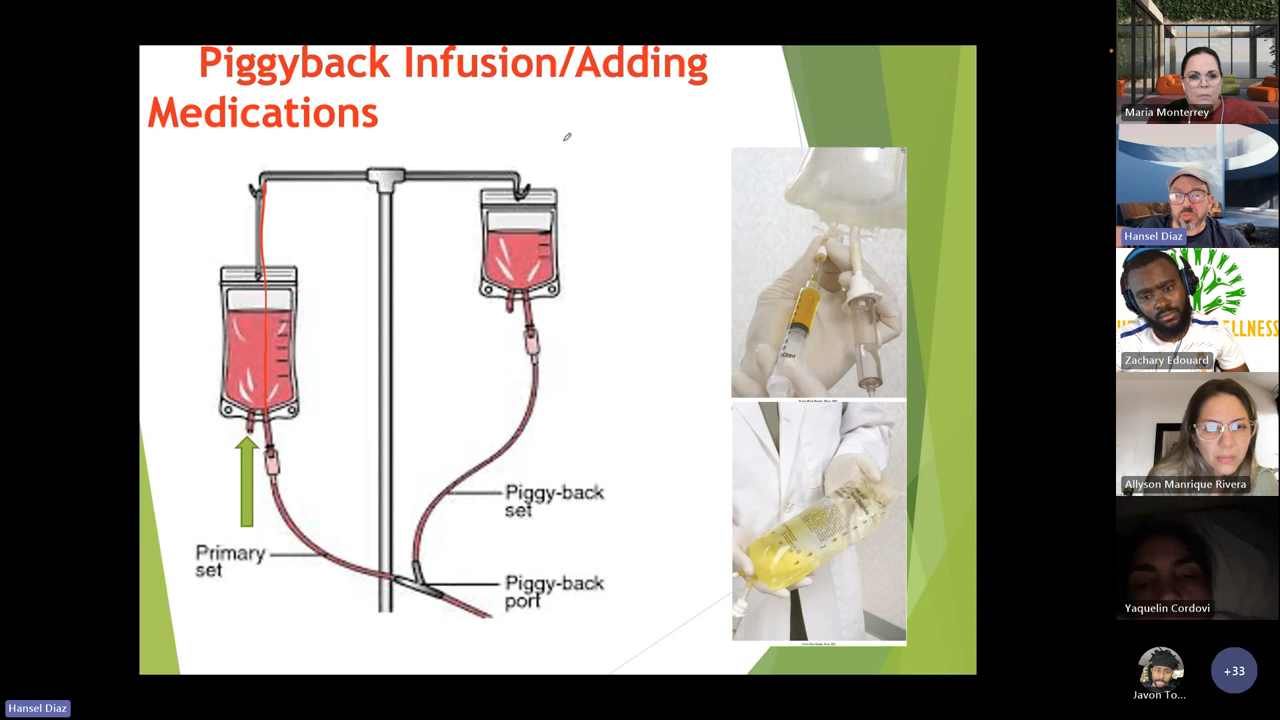 Piggyback Infusion/Adding
Medications
Piggy-back
set
Primary
set
Piggy-back
port
Maria Monterrey
Hansel Diaz
ELLNESS
Zachary Edouard
Allyson Manrique Rivera
Yaquelin Cordovi
Javon To...
+33
Hansel Diaz